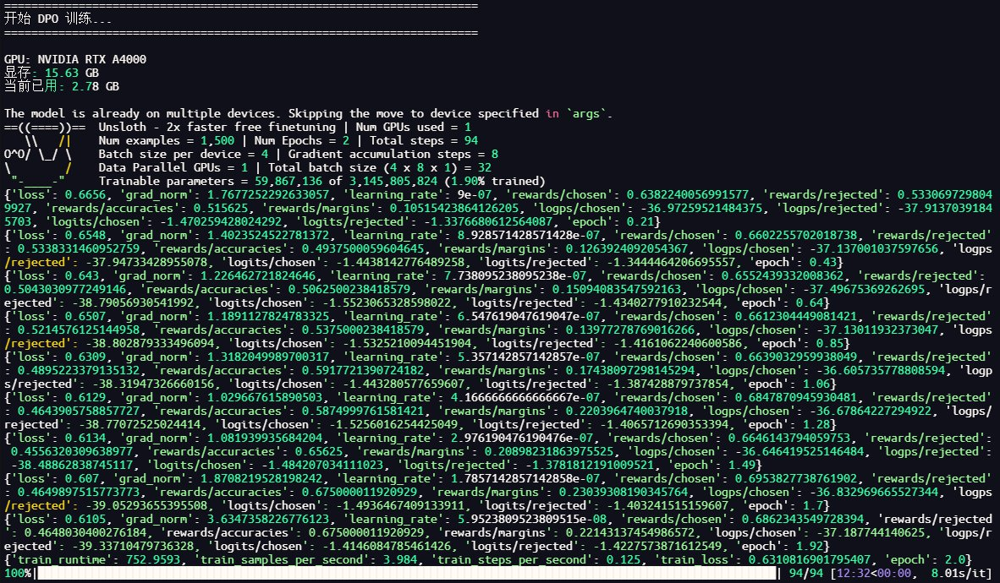 ======================================================================
开始 DPO 训练...
======================================================================
GPU: NVIDIA RTX A4000
显存: 15.63 GB
当前已用: 2.78 GB
The model is already on multiple devices. Skipping the move to device specified in `args`.
==((====))==  Unsloth - 2x faster free finetuning | Num GPUs used = 1
   \\   /|    Num examples = 1,500 | Num Epochs = 2 | Total steps = 94
O^O/ \_/ \    Batch size per device = 4 | Gradient accumulation steps = 8
\        /    Data Parallel GPUs = 1 | Total batch size (4 x 8 x 1) = 32
 "-____-"     Trainable parameters = 59,867,136 of 3,145,805,824 (1.90% trained)
{'loss': 0.6656, 'grad_norm': 1.7677252292633057, 'learning_rate': 9e-07, 'rewards/chosen': 0.6382240056991577, 'rewards/rejected': 0.533069729804
9927, 'rewards/accuracies': 0.515625, 'rewards/margins': 0.10515423864126205, 'logps/chosen': -36.97259521484375, 'logps/rejected': -37.9137039184
5703, 'logits/chosen': -1.470259428024292, 'logits/rejected': -1.3376680612564087, 'epoch': 0.21}
{'loss': 0.6548, 'grad_norm': 1.4023524522781372, 'learning_rate': 8.928571428571428e-07, 'rewards/chosen': 0.6602255702018738, 'rewards/rejected'
: 0.5338331460952759, 'rewards/accuracies': 0.4937500059604645, 'rewards/margins': 0.1263924092054367, 'logps/chosen': -37.137001037597656, 'logps
/rejected': -37.94733428955078, 'logits/chosen': -1.4438142776489258, 'logits/rejected': -1.3444464206695557, 'epoch': 0.43}
{'loss': 0.643, 'grad_norm': 1.226462721824646, 'learning_rate': 7.738095238095238e-07, 'rewards/chosen': 0.6552439332008362, 'rewards/rejected': 
0.5043030977249146, 'rewards/accuracies': 0.5062500238418579, 'rewards/margins': 0.15094083547592163, 'logps/chosen': -37.49675369262695, 'logps/r
ejected': -38.79056930541992, 'logits/chosen': -1.5523065328598022, 'logits/rejected': -1.4340277910232544, 'epoch': 0.64}
{'loss': 0.6507, 'grad_norm': 1.1891127824783325, 'learning_rate': 6.547619047619047e-07, 'rewards/chosen': 0.6612304449081421, 'rewards/rejected'
: 0.5214576125144958, 'rewards/accuracies': 0.5375000238418579, 'rewards/margins': 0.13977278769016266, 'logps/chosen': -37.13011932373047, 'logps
/rejected': -38.802879333496094, 'logits/chosen': -1.5325210094451904, 'logits/rejected': -1.4161062240600586, 'epoch': 0.85}
{'loss': 0.6309, 'grad_norm': 1.3182049989700317, 'learning_rate': 5.357142857142857e-07, 'rewards/chosen': 0.6639032959938049, 'rewards/rejected'
: 0.4895223379135132, 'rewards/accuracies': 0.5917721390724182, 'rewards/margins': 0.17438097298145294, 'logps/chosen': -36.605735778808594, 'logp
s/rejected': -38.31947326660156, 'logits/chosen': -1.443280577659607, 'logits/rejected': -1.387428879737854, 'epoch': 1.06}
{'loss': 0.6129, 'grad_norm': 1.029667615890503, 'learning_rate': 4.1666666666666667e-07, 'rewards/chosen': 0.6847870945930481, 'rewards/rejected'
: 0.4643905758857727, 'rewards/accuracies': 0.5874999761581421, 'rewards/margins': 0.2203964740037918, 'logps/chosen': -36.67864227294922, 'logps/
rejected': -38.77072525024414, 'logits/chosen': -1.5256016254425049, 'logits/rejected': -1.4065712690353394, 'epoch': 1.28}
{'loss': 0.6134, 'grad_norm': 1.081939935684204, 'learning_rate': 2.976190476190476e-07, 'rewards/chosen': 0.6646143794059753, 'rewards/rejected':
 0.4556320309638977, 'rewards/accuracies': 0.65625, 'rewards/margins': 0.20898231863975525, 'logps/chosen': -36.646419525146484, 'logps/rejected':
 -38.48862838745117, 'logits/chosen': -1.484207034111023, 'logits/rejected': -1.3781812191009521, 'epoch': 1.49}
{'loss': 0.607, 'grad_norm': 1.8708219528198242, 'learning_rate': 1.7857142857142858e-07, 'rewards/chosen': 0.6953827738761902, 'rewards/rejected'
: 0.4649897515773773, 'rewards/accuracies': 0.675000011920929, 'rewards/margins': 0.23039308190345764, 'logps/chosen': -36.832969665527344, 'logps
/rejected': -39.05293655395508, 'logits/chosen': -1.4936467409133911, 'logits/rejected': -1.403241515159607, 'epoch': 1.7}
{'loss': 0.6105, 'grad_norm': 3.6347358226776123, 'learning_rate': 5.9523809523809515e-08, 'rewards/chosen': 0.6862343549728394, 'rewards/rejected
': 0.4648030400276184, 'rewards/accuracies': 0.675000011920929, 'rewards/margins': 0.22143137454986572, 'logps/chosen': -37.187744140625, 'logps/r
ejected': -39.33710479736328, 'logits/chosen': -1.4146084785461426, 'logits/rejected': -1.4227573871612549, 'epoch': 1.92}
{'train_runtime': 752.9593, 'train_samples_per_second': 3.984, 'train_steps_per_second': 0.125, 'train_loss': 0.6310816901795407, 'epoch': 2.0}
100%| | 94/94 [12:32<00:00,  8.01s/it]